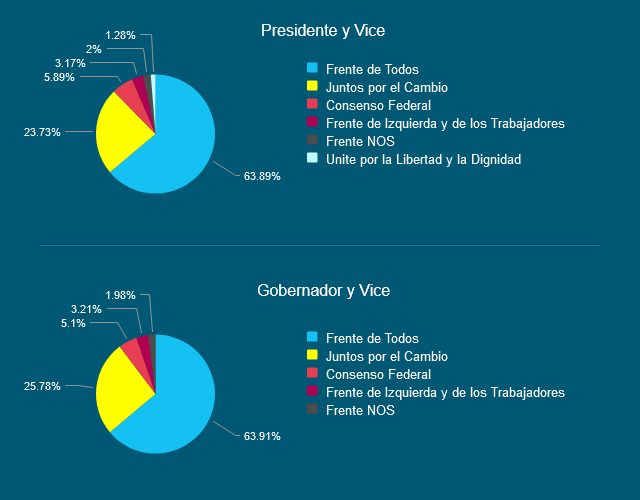 Presidente y Vice
1.28%
2%
3.17%
5.89%
23.73%
63.89%
Frente de Todos
Juntos por el Cambio
Consenso Federal
Frente de Izquierda y de los Trabajadores
Frente NOS
Unite por la Libertad y la Dignidad
Gobernador y Vice
1.98%
3.21%
5.1%
25.78%
63.91%
Frente de Todos
Juntos por el Cambio
Consenso Federal
Frente de Izquierda y de los Trabajadores
Frente NOS